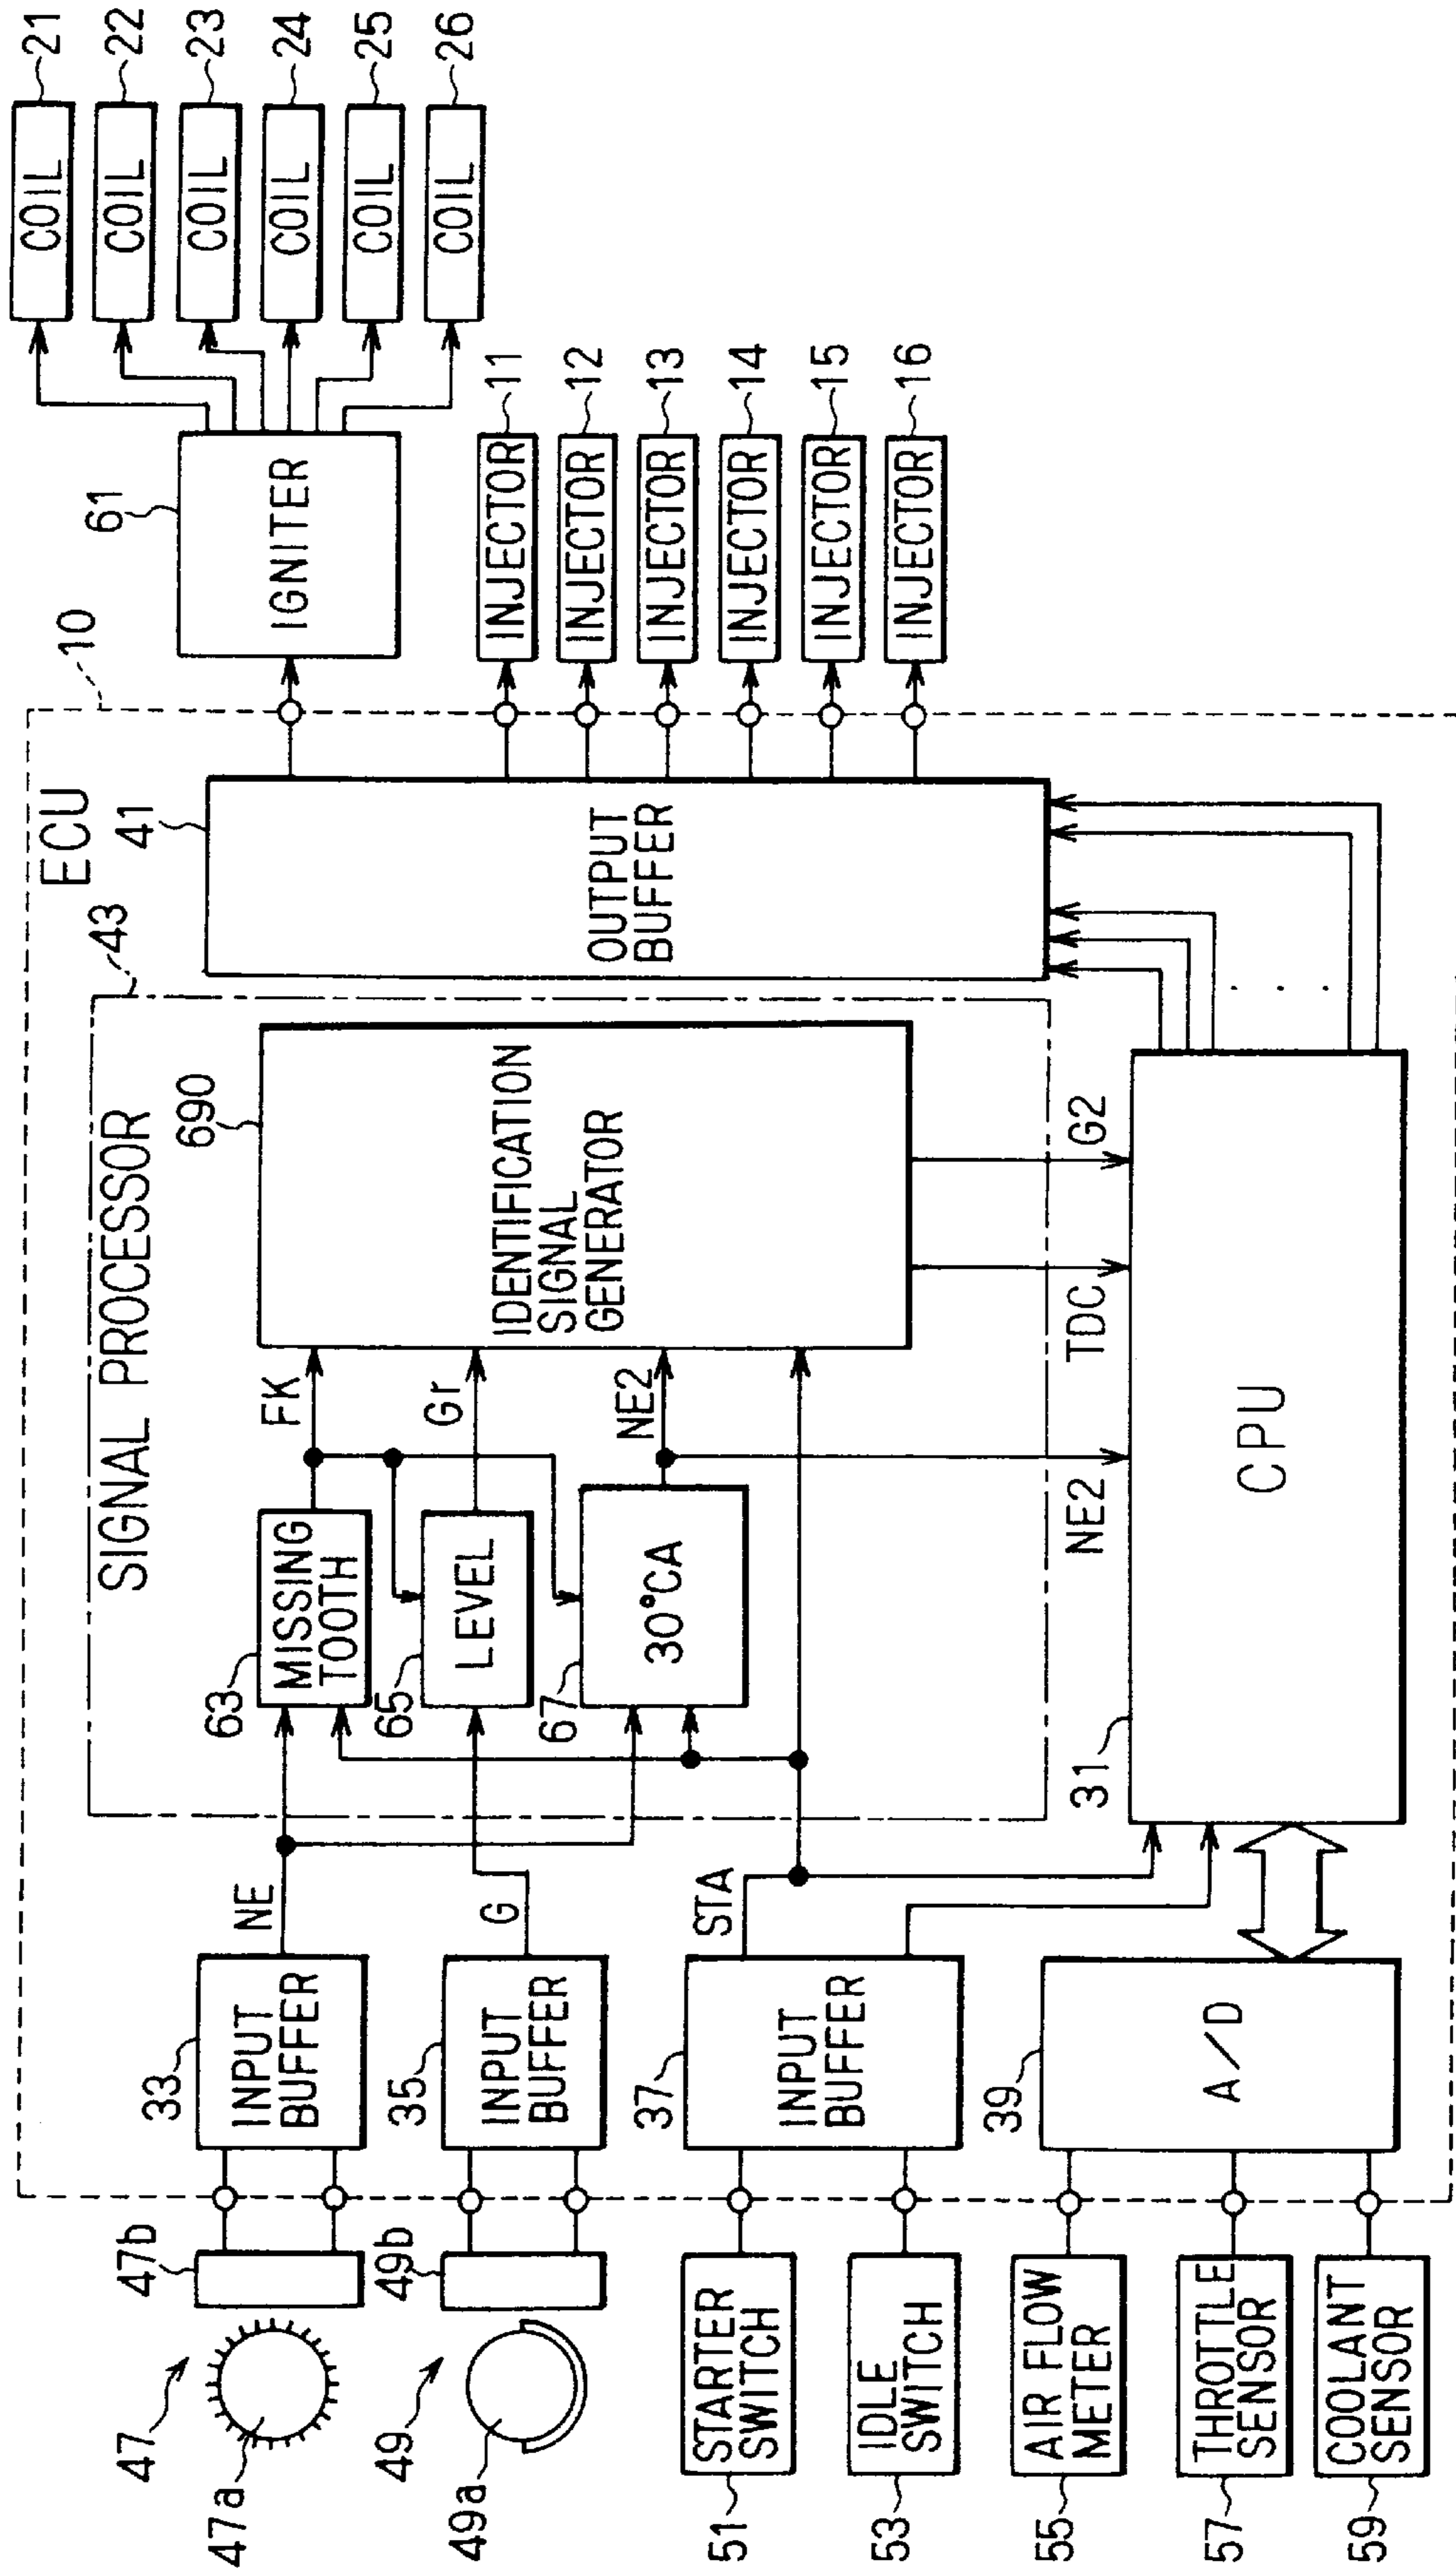 47
47a
47b
49
49a
49b
STARTER
SWITCH
51
IDLE
SWITCH
53
AIR FLOW
METER
55
THROTTLE
SENSOR
57
COOLANT
SENSOR
59
33
INPUT
BUFFER
NE
35
INPUT
BUFFER
G
37
INPUT
BUFFER
STA
39
A/D
SIGNAL PROCESSOR
43
63
MISSING
TOOTH
FK
65
LEVEL
Gr
67
30°CA
NE2
690
IDENTIFICATION
SIGNAL
GENERATOR
NE2
TDC
G2
31
CPU
ECU
10
41
OUTPUT
BUFFER
61
IGNITER
COIL
21
COIL
22
COIL
23
COIL
24
COIL
25
COIL
26
INJECTOR
11
INJECTOR
12
INJECTOR
13
INJECTOR
14
INJECTOR
15
INJECTOR
16